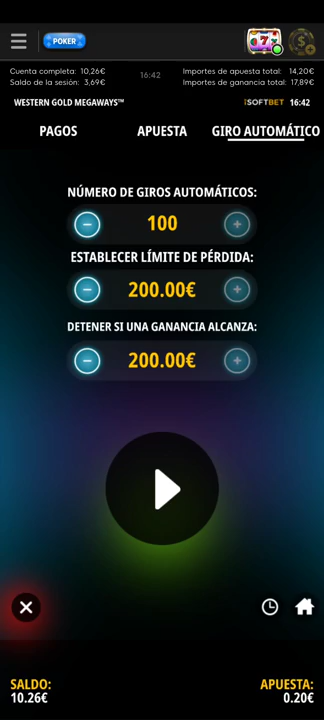 POKER
Cuenta completa: 10,26€
Saldo de la sesión: 3,69€
16:42
Importes de apuesta total: 14,20€
Importes de ganancia total: 17,89€
WESTERN GOLD MEGAWAYS™
iSOFTBET 16:42
PAGOS
APUESTA
GIRO AUTOMÁTICO
NÚMERO DE GIROS AUTOMÁTICOS:
100
ESTABLECER LÍMITE DE PÉRDIDA:
200.00€
DETENER SI UNA GANANCIA ALCANZA:
200.00€
SALDO:
10.26€
APUESTA:
0.20€